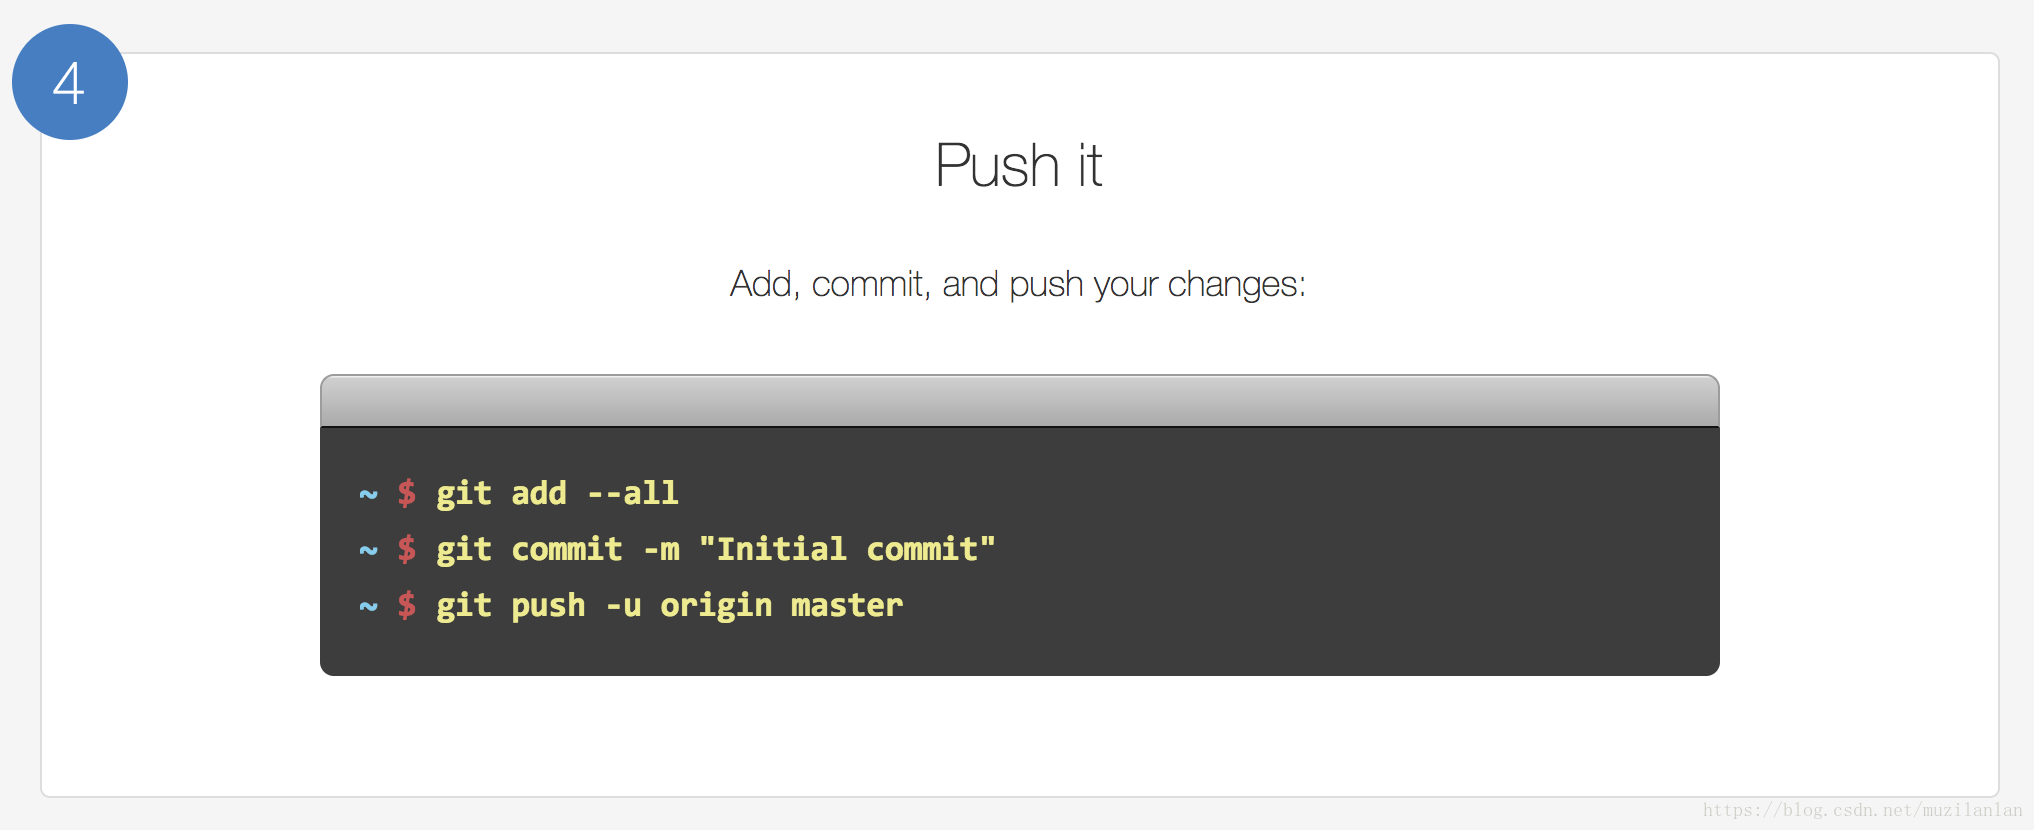 4
Push it
Add, commit, and push your changes:
~ $ git add --all
~ $ git commit -m "Initial commit"
~ $ git push -u origin master
https://blog.csdn.net/muzilanlan